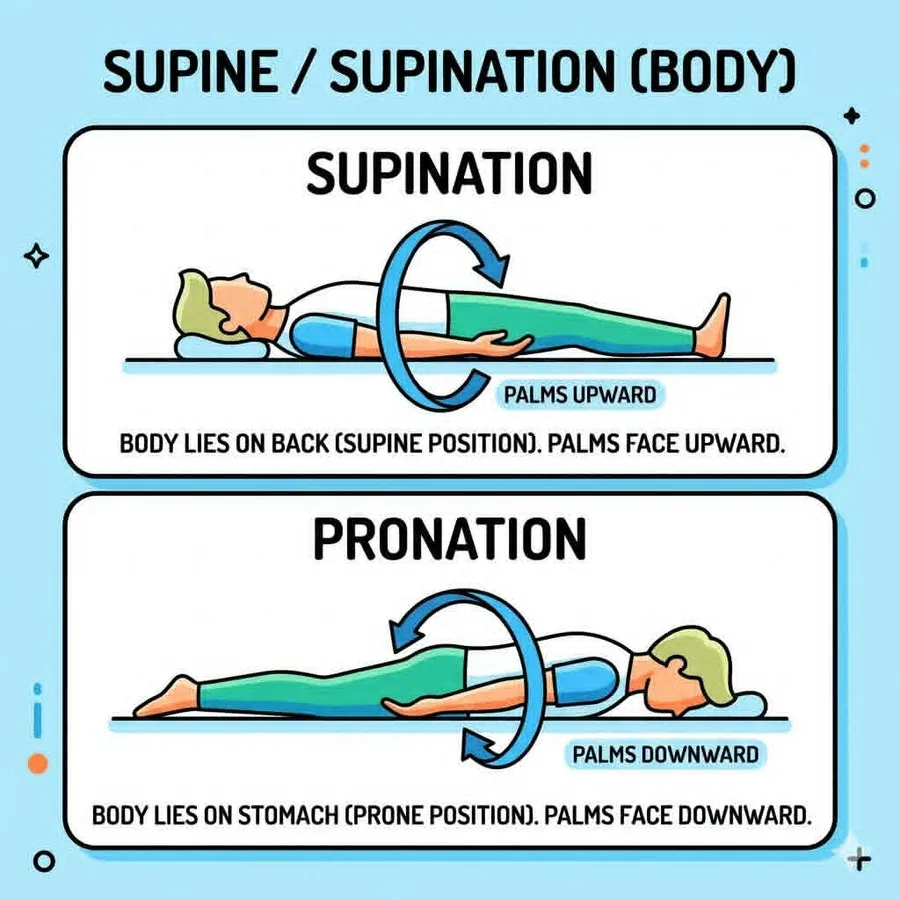 SUPINE / SUPINATION (BODY)
SUPINATION
PALMS UPWARD
BODY LIES ON BACK (SUPINE POSITION). PALMS FACE UPWARD.
PRONATION
PALMS DOWNWARD
BODY LIES ON STOMACH (PRONE POSITION). PALMS FACE DOWNWARD.